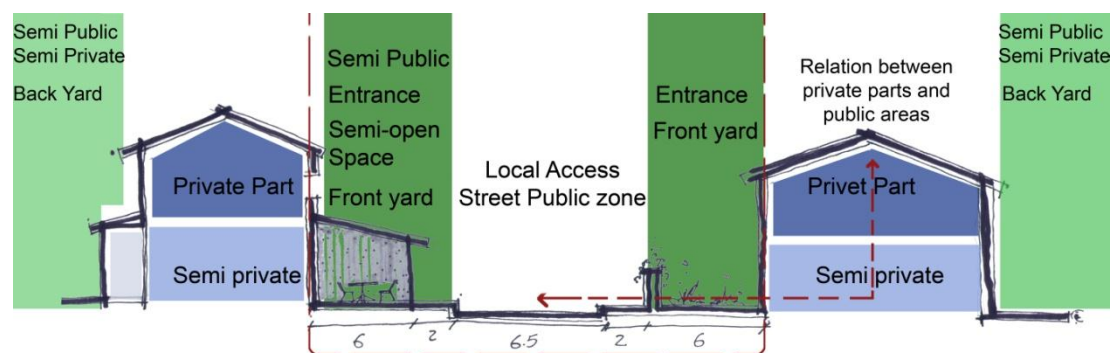 Semi Public
Semi Private
Back Yard
Private Part
Semi private
Semi Public
Entrance
Semi-open
Space
Front yard
Local Access
Street Public zone
Entrance
Front yard
Relation between
private parts and
public areas
Privet Part
Semi private
Semi Public
Semi Private
Back Yard
6 2 6.5 2 6